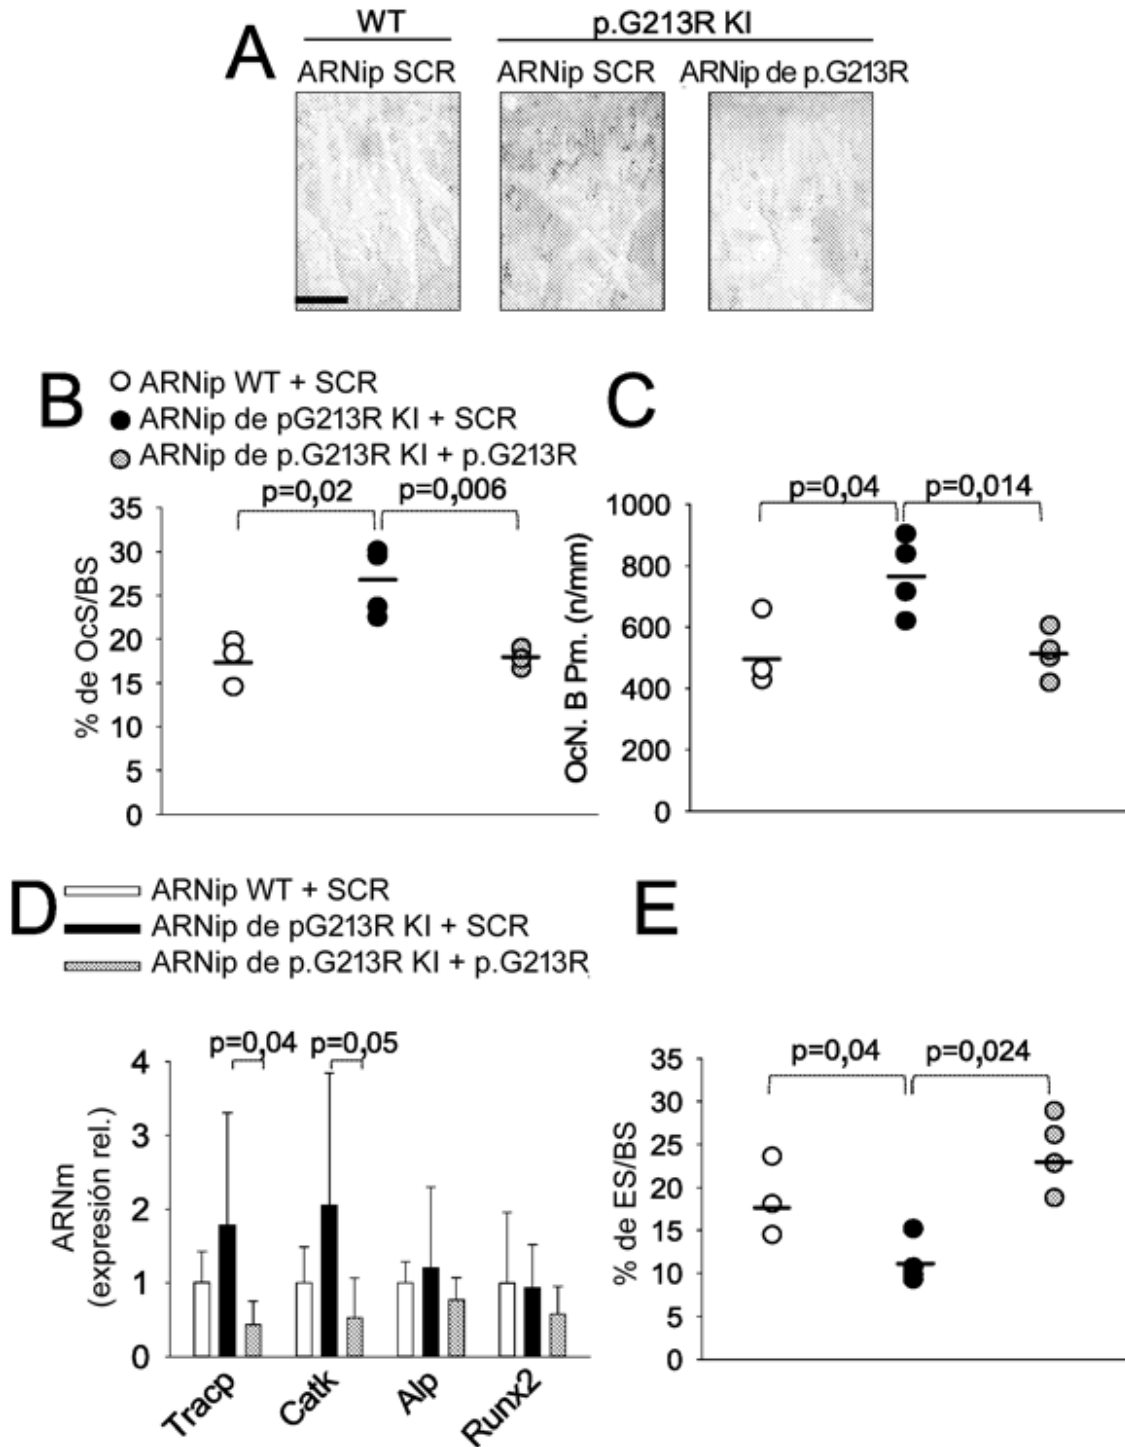 WT
p.G213R KI
A
ARNip SCR
ARNip SCR
ARNip de p.G213R
B
ARNip WT + SCR
ARNip de pG213R KI + SCR
ARNip de p.G213R KI + p.G213R
p=0,02
p=0,006
% de OcS/BS
35
30
25
20
15
10
5
0
C
p=0,04
p=0,014
OcN. B Pm. (n/mm)
1000
800
600
400
200
0
D
ARNip WT + SCR
ARNip de pG213R KI + SCR
ARNip de p.G213R KI + p.G213R
p=0,04
p=0,05
ARNm
(expresión rel.)
4
3
2
1
0
Tracp
Catk
Alp
Runx2
E
p=0,04
p=0,024
% de ES/BS
35
30
25
20
15
10
5
0